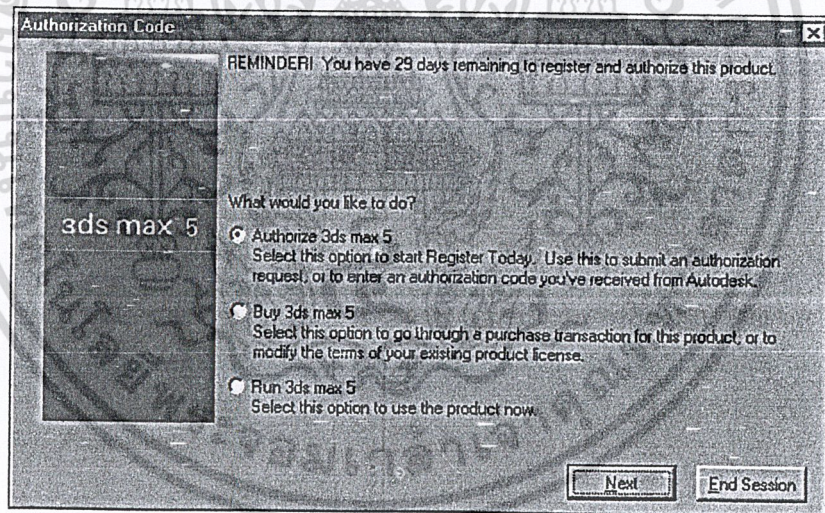 Authorization Code
REMINDER! You have 29 days remaining to register and authorize this product.
3ds max 5
What would you like to do?
Authorize 3ds max 5
Select this option to start Register Today. Use this to submit an authorization
request, or to enter an authorization code you've received from Autodesk.
Buy 3ds max 5
Select this option to go through a purchase transaction for this product, or to
modify the terms of your existing product license.
Run 3ds max 5
Select this option to use the product now.
Next
End Session